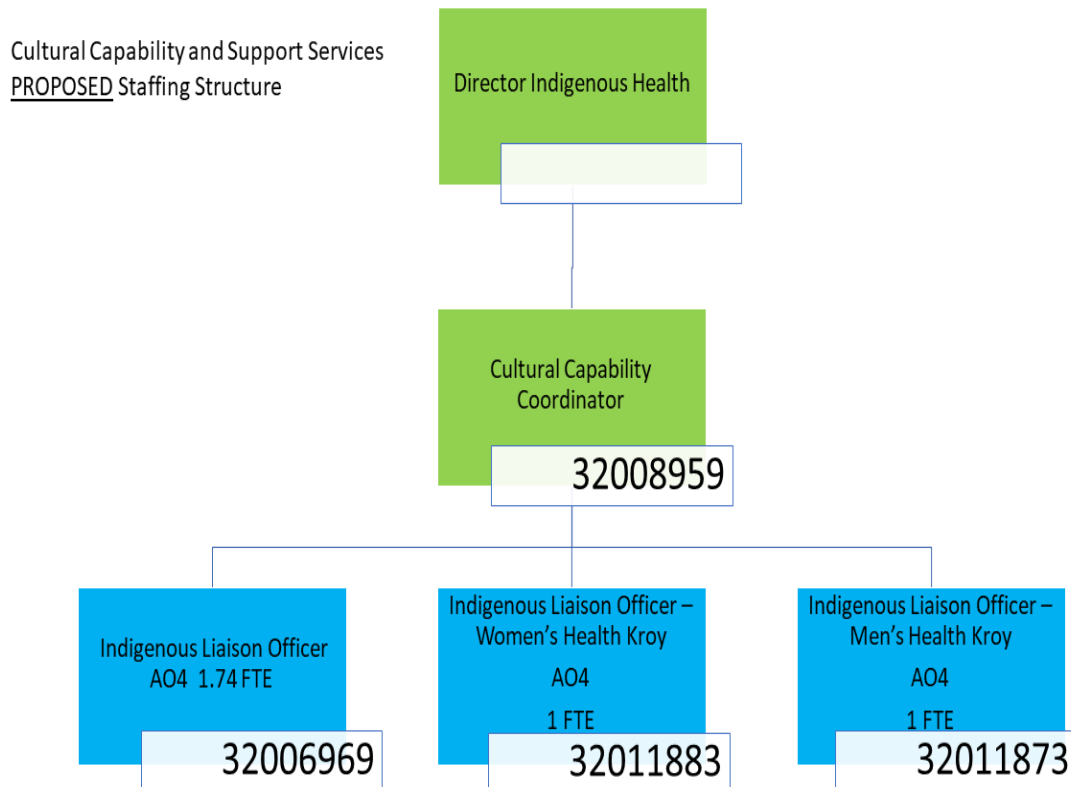 Cultural Capability and Support Services
PROPOSED Staffing Structure
Director Indigenous Health
Cultural Capability
Coordinator
32008959
Indigenous Liaison Officer
AO4 1.74 FTE
32006969
Indigenous Liaison Officer –
Women's Health Kroy
AO4
1 FTE
32011883
Indigenous Liaison Officer –
Men's Health Kroy
AO4
1 FTE
32011873